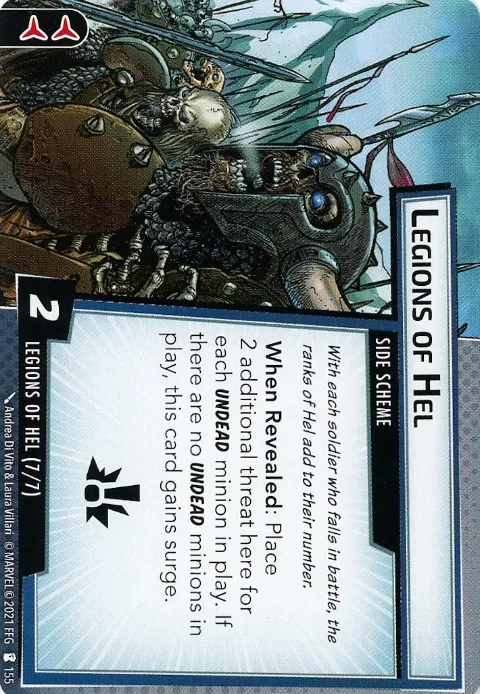 LEGIONS OF HEL
SIDE SCHEME
With each soldier who falls in battle, the
ranks of Hel add to their number.
When Revealed: Place
2 additional threat here for
each UNDEAD minion in play. If
there are no UNDEAD minions in
play, this card gains surge.
2
LEGIONS OF HEL (7/7)
Andrea Di Vito & Laura Villari © MARVEL © 2021 FFG 155